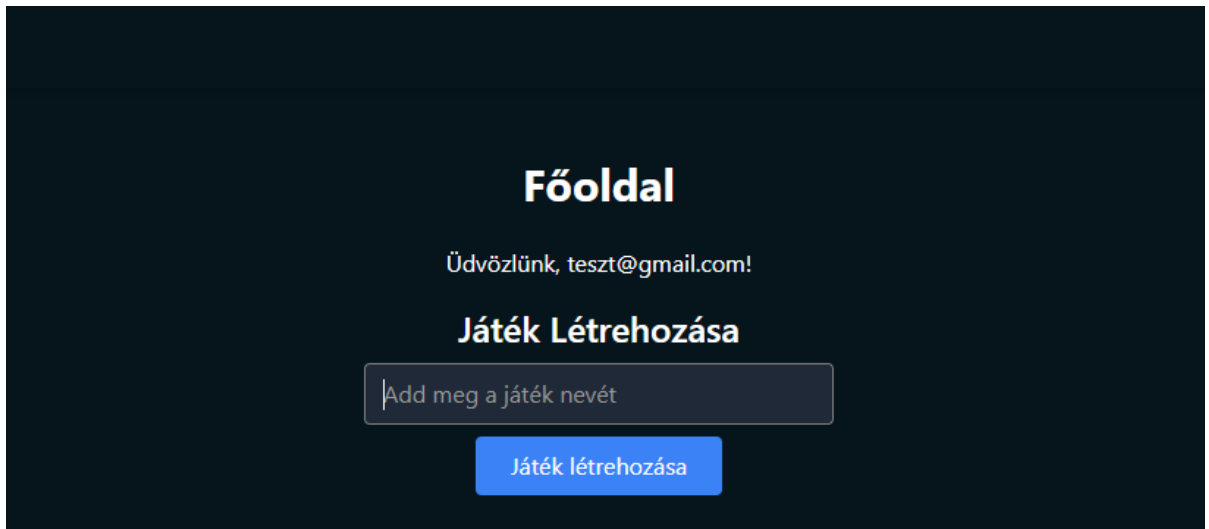 Főoldal
Üdvözlünk, teszt@gmail.com!
Játék Létrehozása
Add meg a játék nevét
Játék létrehozása